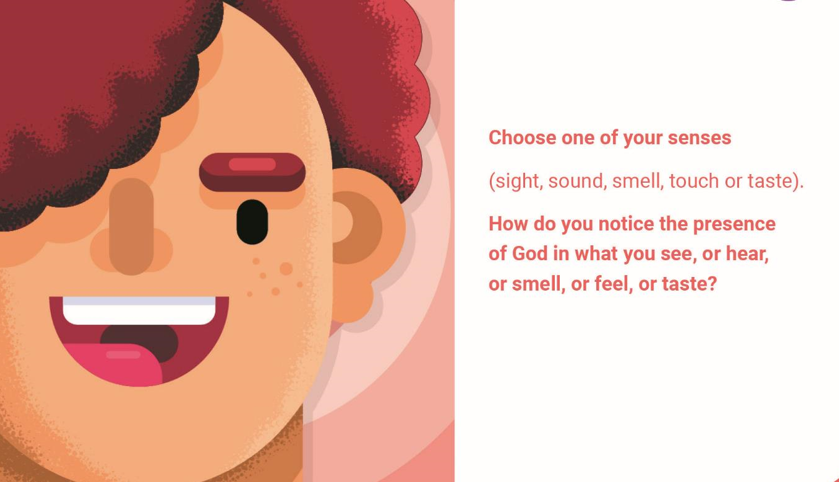 Choose one of your senses
(sight, sound, smell, touch or taste).
How do you notice the presence
of God in what you see, or hear,
or smell, or feel, or taste?